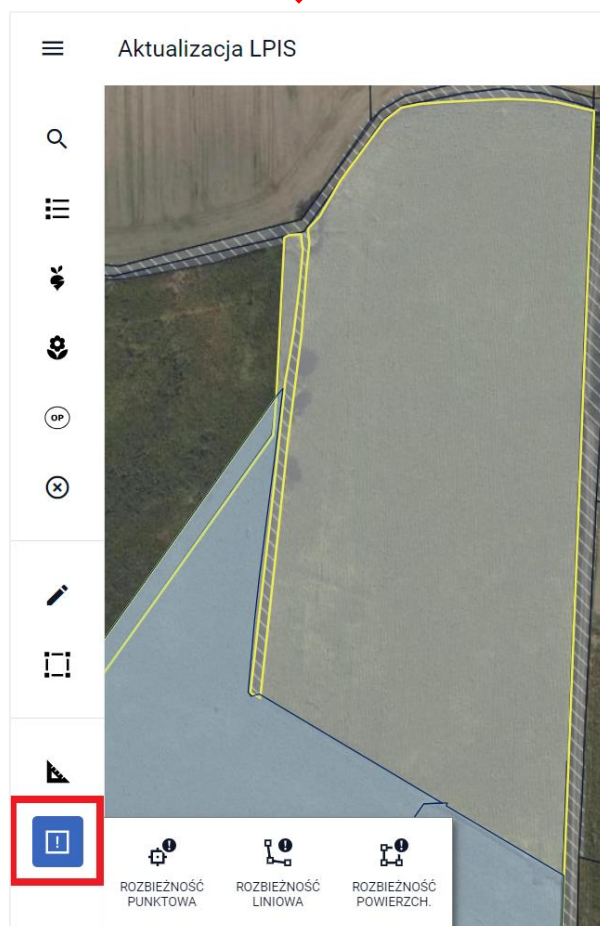 Aktualizacja LPIS
OP
ROZBIEŻNOŚĆ
PUNKTOWA
ROZBIEŻNOŚĆ
LINIOWA
ROZBIEŻNOŚĆ
POWIERZCH.